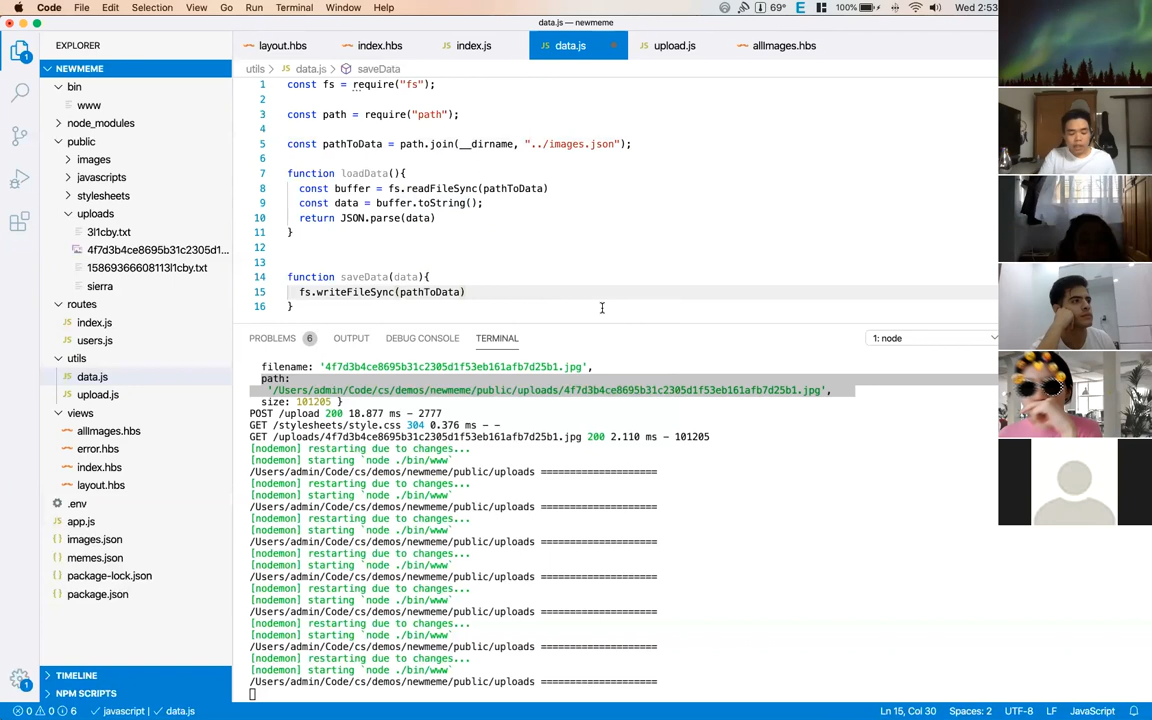 Code File Edit Selection View Go Run Terminal Window Help 69° E 100% Wed 2:53
data.js — newmeme
EXPLORER
layout.hbs index.hbs index.js data.js upload.js allImages.hbs
NEWMEME
utils > data.js > saveData
bin
www
node_modules
public
images
javascripts
stylesheets
uploads
3l1cby.txt
4f7d3b4ce8695b31c2305d1...
15869366608113l1cby.txt
sierra
routes
index.js
users.js
utils
data.js
upload.js
views
allImages.hbs
error.hbs
index.hbs
layout.hbs
.env
app.js
images.json
memes.json
package-lock.json
package.json
TIMELINE
NPM SCRIPTS
1 const fs = require("fs");
2
3 const path = require("path");
4
5 const pathToData = path.join(__dirname, "../images.json");
6
7 function loadData(){
8 const buffer = fs.readFileSync(pathToData)
9 const data = buffer.toString();
10 return JSON.parse(data)
11 }
12
13
14 function saveData(data){
15 fs.writeFileSync(pathToData)
16 }
PROBLEMS 6 OUTPUT DEBUG CONSOLE TERMINAL 1: node
filename: '4f7d3b4ce8695b31c2305d1f53eb161afb7d25b1.jpg',
path:
'/Users/admin/Code/cs/demos/newmeme/public/uploads/4f7d3b4ce8695b31c2305d1f53eb161afb7d25b1.jpg',
size: 101205 }
POST /upload 200 18.877 ms - 2777
GET /stylesheets/style.css 304 0.376 ms - -
GET /uploads/4f7d3b4ce8695b31c2305d1f53eb161afb7d25b1.jpg 200 2.110 ms - 101205
[nodemon] restarting due to changes...
[nodemon] starting `node ./bin/www`
/Users/admin/Code/cs/demos/newmeme/public/uploads ====================
[nodemon] restarting due to changes...
[nodemon] starting `node ./bin/www`
/Users/admin/Code/cs/demos/newmeme/public/uploads ====================
[nodemon] restarting due to changes...
[nodemon] starting `node ./bin/www`
/Users/admin/Code/cs/demos/newmeme/public/uploads ====================
[nodemon] restarting due to changes...
[nodemon] starting `node ./bin/www`
/Users/admin/Code/cs/demos/newmeme/public/uploads ====================
[nodemon] restarting due to changes...
[nodemon] starting `node ./bin/www`
/Users/admin/Code/cs/demos/newmeme/public/uploads ====================
[nodemon] restarting due to changes...
[nodemon] starting `node ./bin/www`
/Users/admin/Code/cs/demos/newmeme/public/uploads ====================
[nodemon] restarting due to changes...
[nodemon] starting `node ./bin/www`
/Users/admin/Code/cs/demos/newmeme/public/uploads ====================
0 0 6 javascript | data.js Ln 15, Col 30 Spaces: 2 UTF-8 LF JavaScript